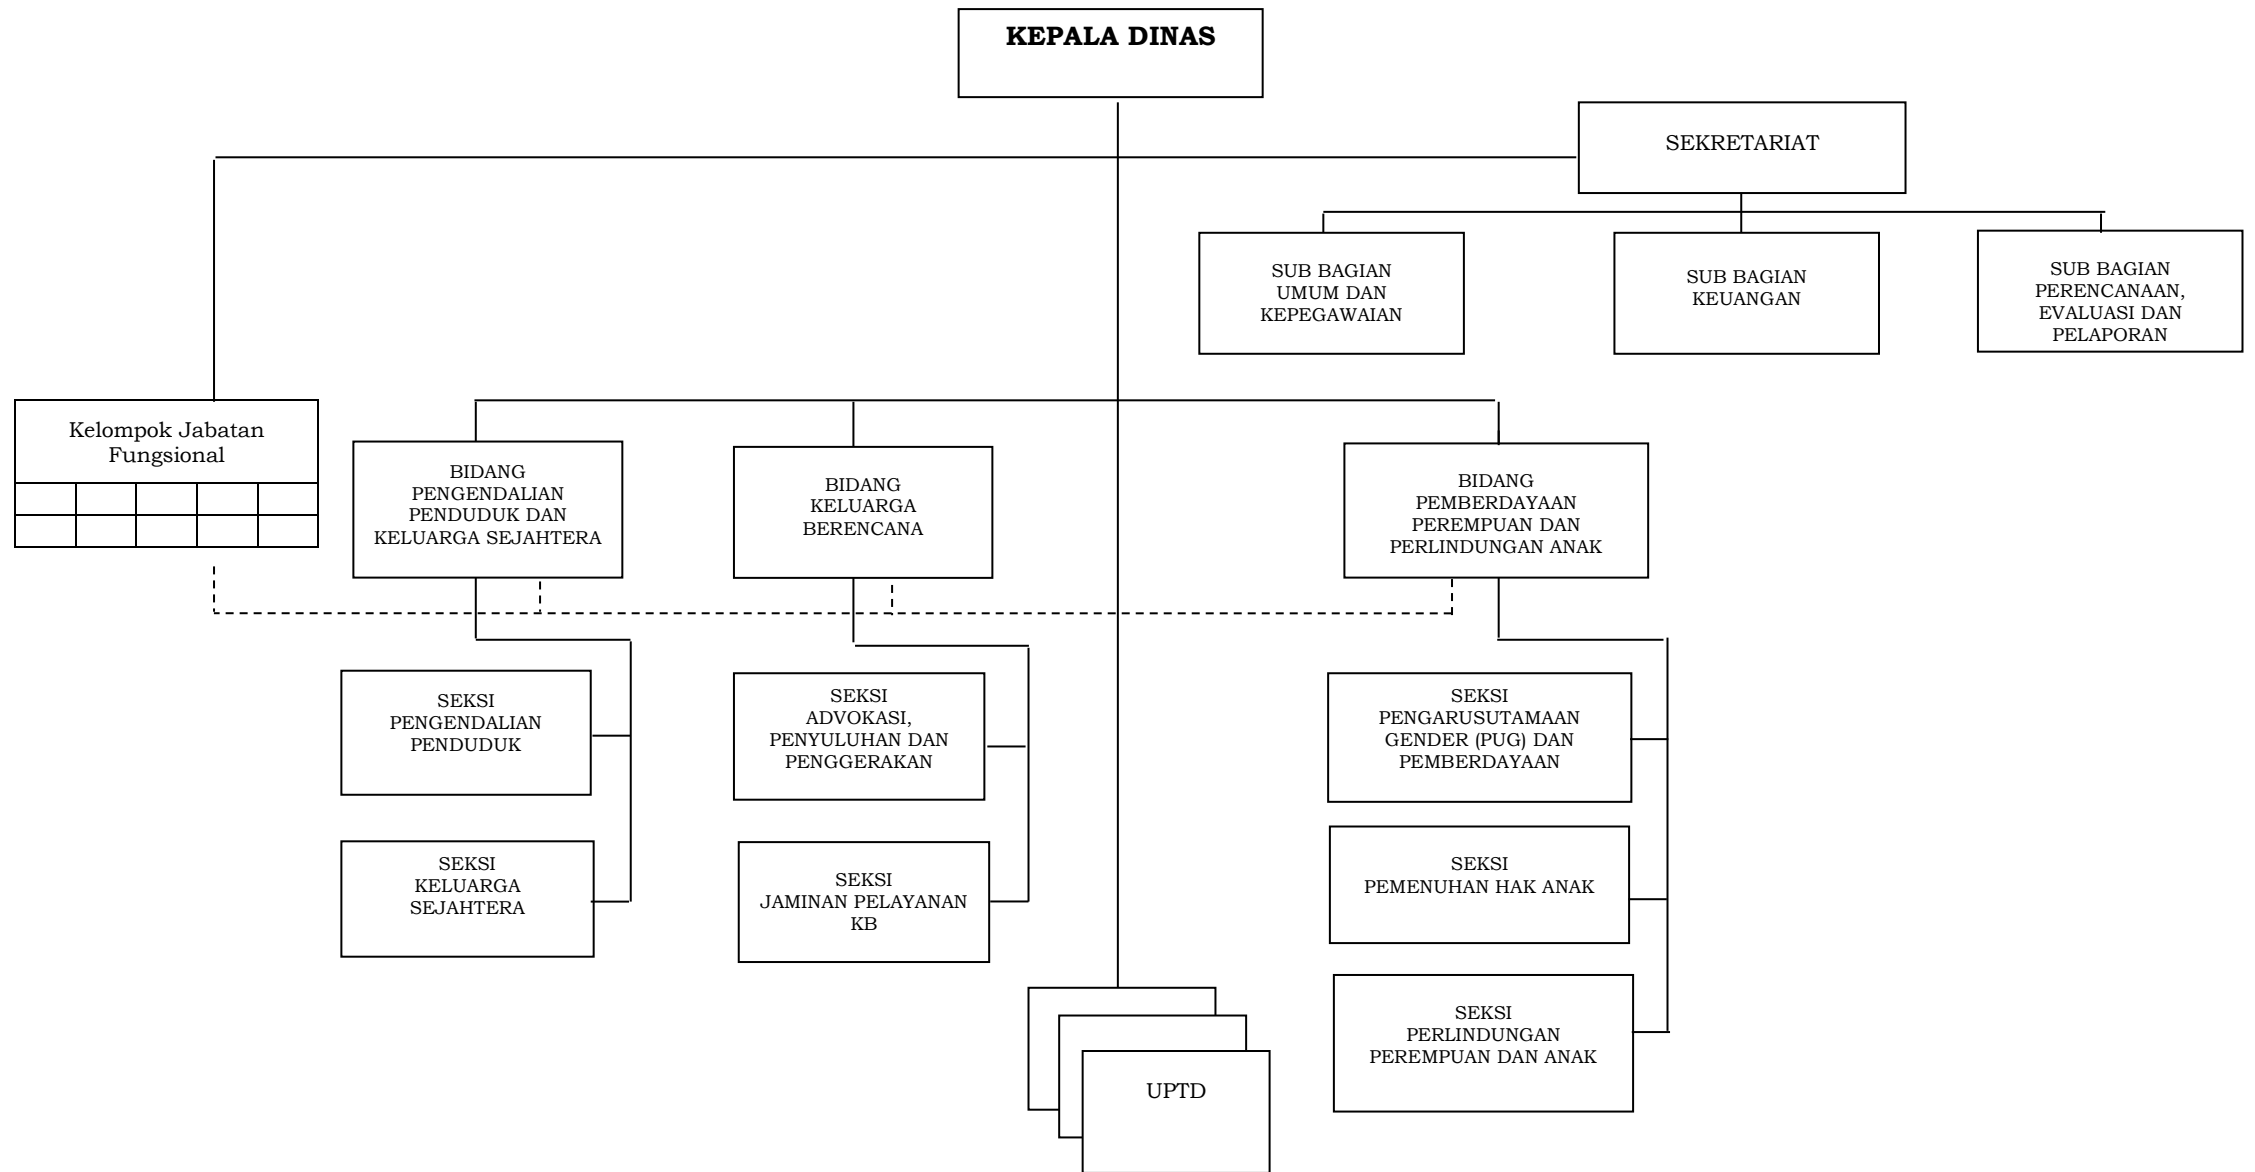 KEPALA DINAS
SEKRETARIAT
SUB BAGIAN
UMUM DAN
KEPEGAWAIAN
SUB BAGIAN
KEUANGAN
SUB BAGIAN
PERENCANAAN,
EVALUASI DAN
PELAPORAN
Kelompok Jabatan
Fungsional
BIDANG
PENGENDALIAN
PENDUDUK DAN
KELUARGA SEJAHTERA
BIDANG
KELUARGA
BERENCANA
BIDANG
PEMBERDAYAAN
PEREMPUAN DAN
PERLINDUNGAN ANAK
SEKSI
PENGENDALIAN
PENDUDUK
SEKSI
ADVOKASI,
PENYULUHAN DAN
PENGGERAKAN
SEKSI
PENGARUSUTAMAAN
GENDER (PUG) DAN
PEMBERDAYAAN
SEKSI
KELUARGA
SEJAHTERA
SEKSI
JAMINAN PELAYANAN
KB
SEKSI
PEMENUHAN HAK ANAK
SEKSI
PERLINDUNGAN
PEREMPUAN DAN ANAK
UPTD